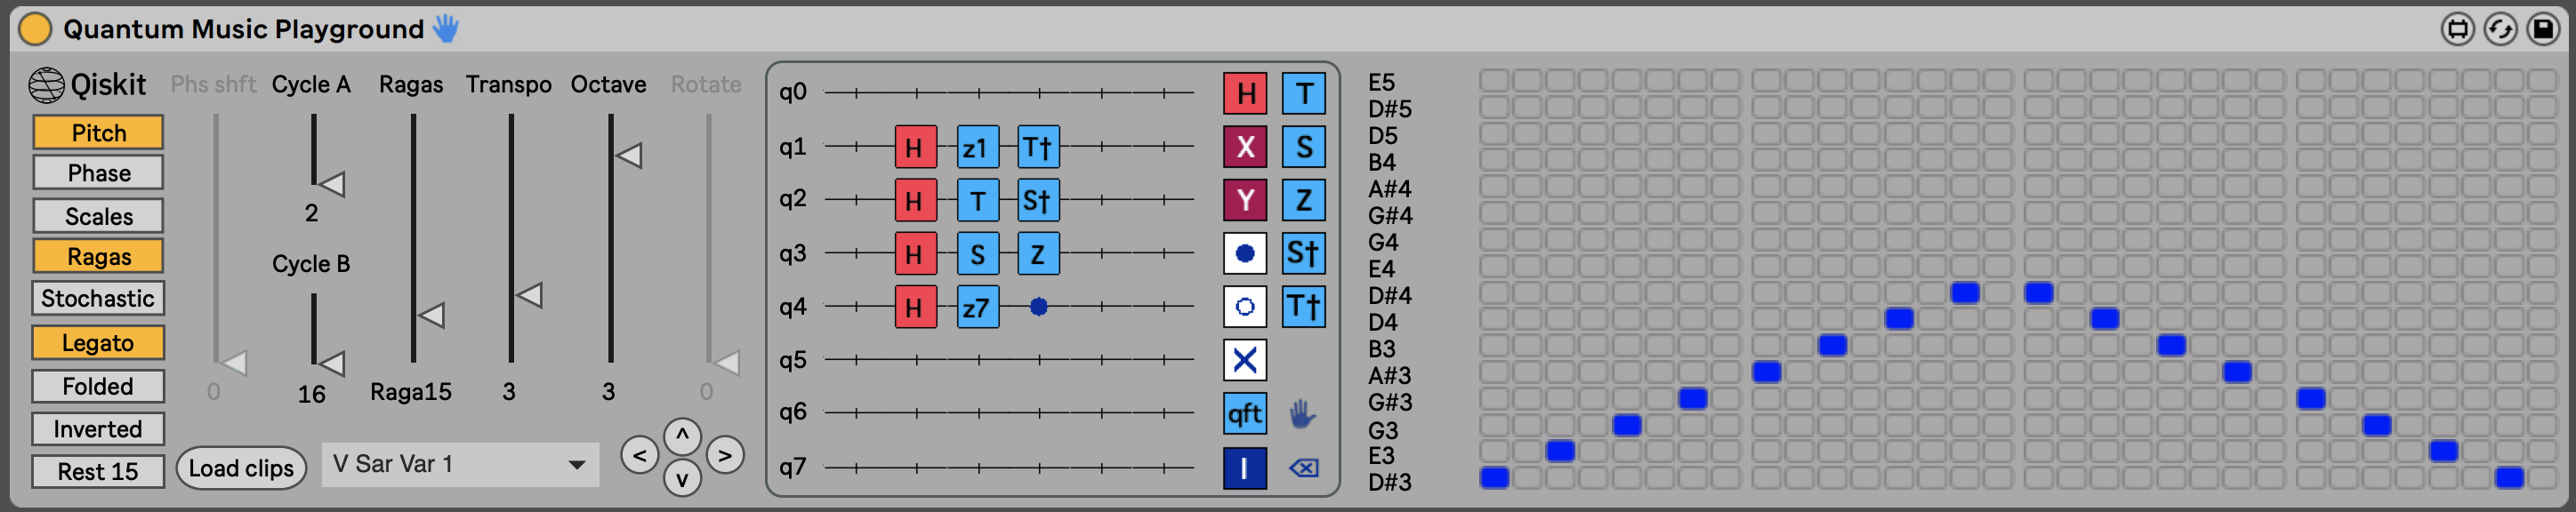 Quantum Music Playground
Qiskit
Phs shft Cycle A Ragas Transpo Octave Rotate
Pitch
Phase
Scales
Ragas
Stochastic
Legato
Folded
Inverted
Rest 15
2
Cycle B
0 16 Raga15 3 3 0
Load clips
V Sar Var 1
< ^ v >
q0
q1 H z1 T†
q2 H T S†
q3 H S Z
q4 H z7
q5
q6
q7
H T
X S
Y Z
S†
T†
qft
I
E5
D#5
D5
B4
A#4
G#4
G4
E4
D#4
D4
B3
A#3
G#3
G3
E3
D#3